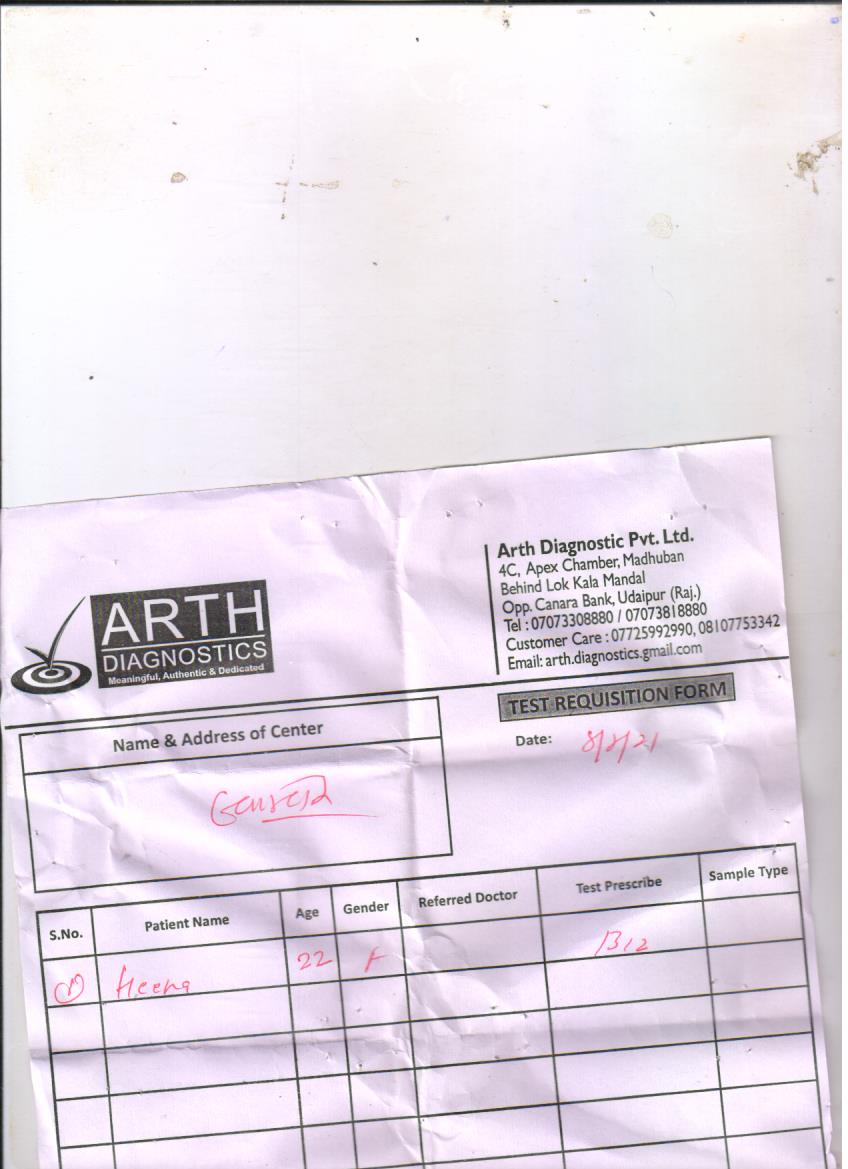 ARTH
DIAGNOSTICS
Meaningful, Authentic & Dedicated
Arth Diagnostic Pvt. Ltd.
4C, Apex Chamber, Madhuban
Behind Lok Kala Mandal
Opp. Canara Bank, Udaipur (Raj.)
Tel : 07073308880 / 07073818880
Customer Care : 07725992990, 08107753342
Email: arth.diagnostics.gmail.com
TEST REQUISITION FORM
Date: 8/8/21
Name & Address of Center
S.No. Patient Name Age Gender Referred Doctor Test Prescribe Sample Type
1 Heena 22 F B12